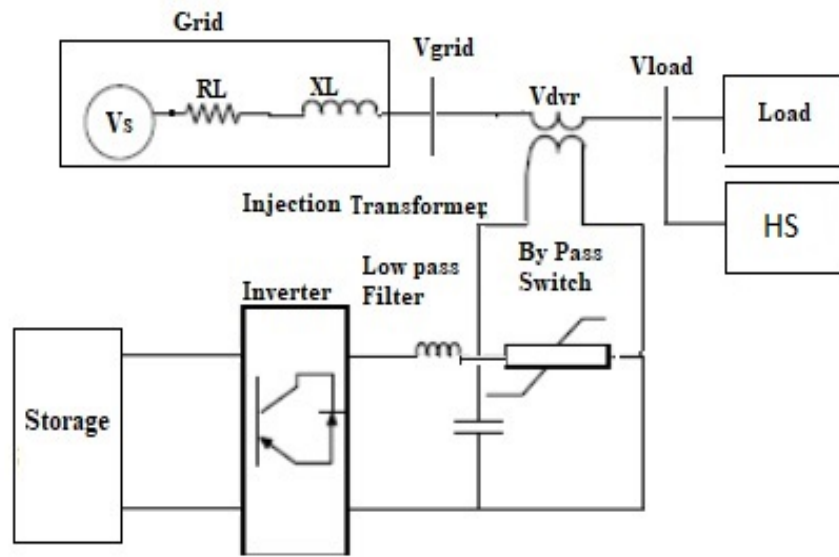 Grid
Vgrid
RL
XL
Vs
Vdvr
Vload
Load
HS
Injection Transformer
By Pass
Switch
Low pass
Filter
Inverter
Storage